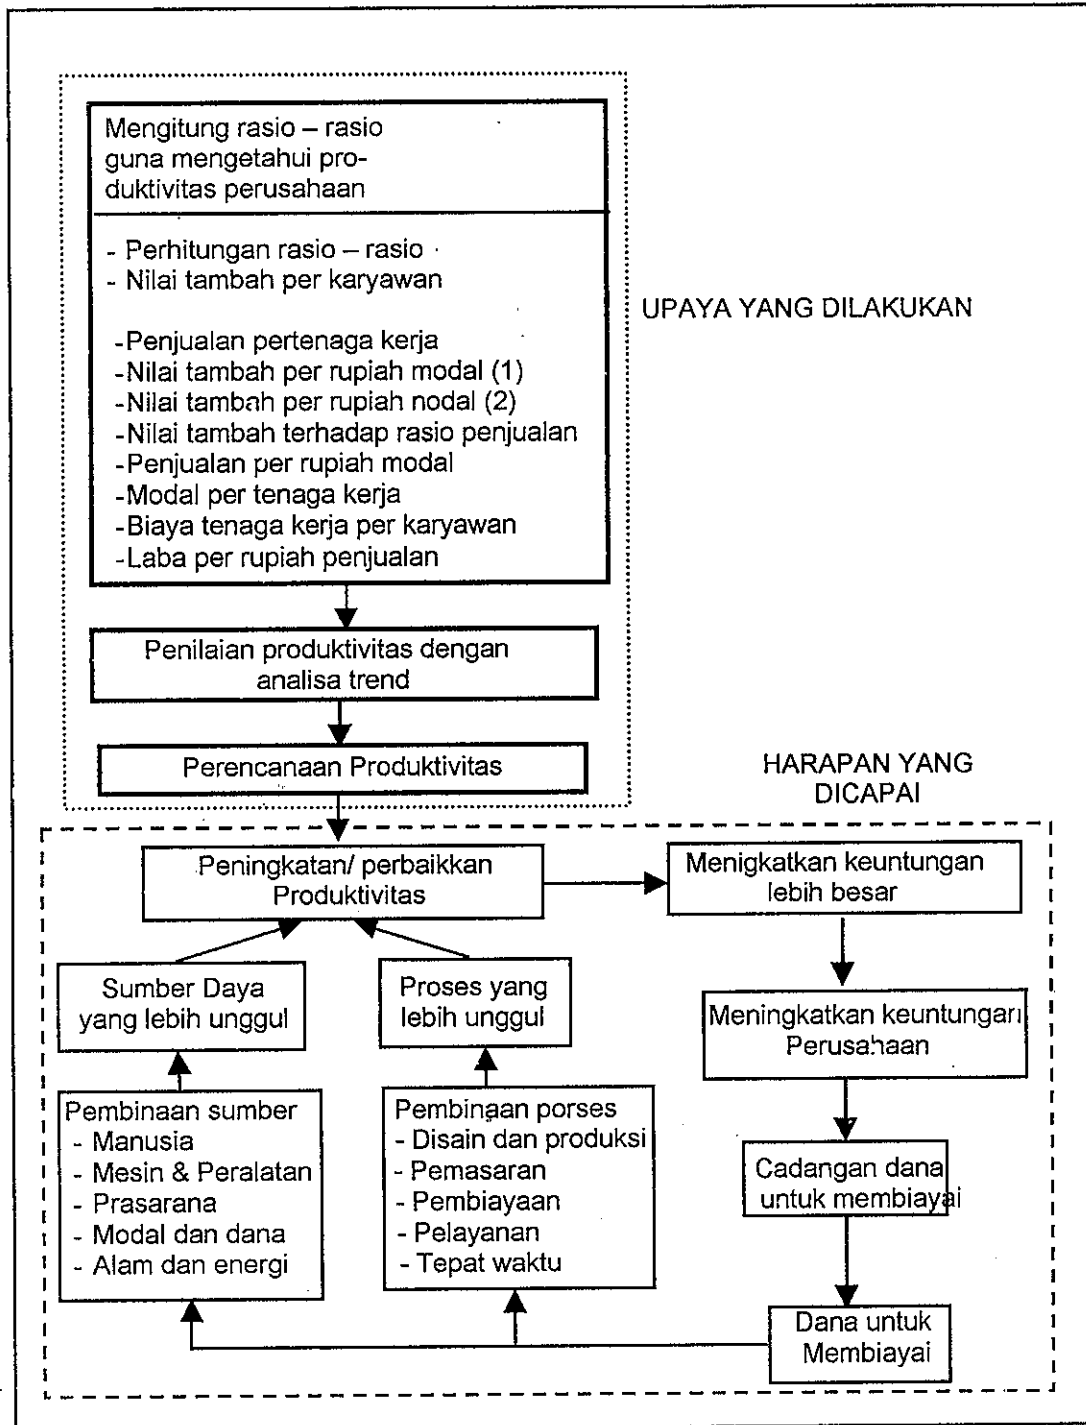 Mengitung rasio – rasio
guna mengetahui pro-
duktivitas perusahaan
- Perhitungan rasio – rasio
- Nilai tambah per karyawan
-Penjualan pertenaga kerja
-Nilai tambah per rupiah modal (1)
-Nilai tambah per rupiah nodal (2)
-Nilai tambah terhadap rasio penjualan
-Penjualan per rupiah modal
-Modal per tenaga kerja
-Biaya tenaga kerja per karyawan
-Laba per rupiah penjualan
UPAYA YANG DILAKUKAN
Penilaian produktivitas dengan
analisa trend
Perencanaan Produktivitas
HARAPAN YANG
DICAPAI
Peningkatan/ perbaikkan
Produktivitas
Menigkatkan keuntungan
lebih besar
Sumber Daya
yang lebih unggul
Proses yang
lebih unggul
Meningkatkan keuntungan
Perusahaan
Pembinaan sumber
- Manusia
- Mesin & Peralatan
- Prasarana
- Modal dan dana
- Alam dan energi
Pembinaan porses
- Disain dan produksi
- Pemasaran
- Pembiayaan
- Pelayanan
- Tepat waktu
Cadangan dana
untuk membiayai
Dana untuk
Membiayai